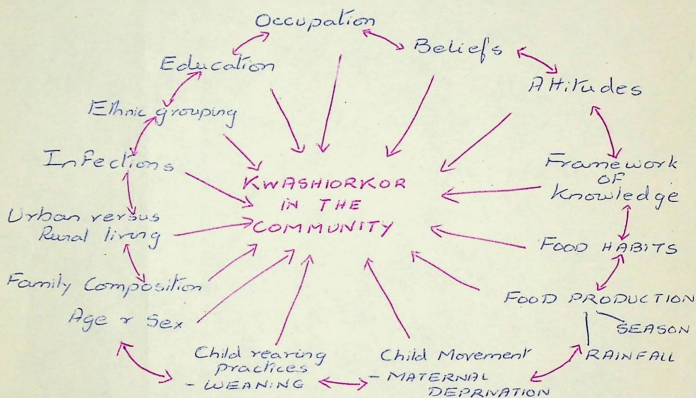 Occupation
Beliefs
Attitudes
Framework
OF
Knowledge
FOOD HABITS
FOOD PRODUCTION
SEASON
RAINFALL
Child Movement
- MATERNAL
DEPRIVATION
Child rearing
practices
- WEANING
Age & Sex
Family Composition
Urban versus
Rural living
Infections
Ethnic grouping
Education
KWASHIORKOR
IN THE
COMMUNITY